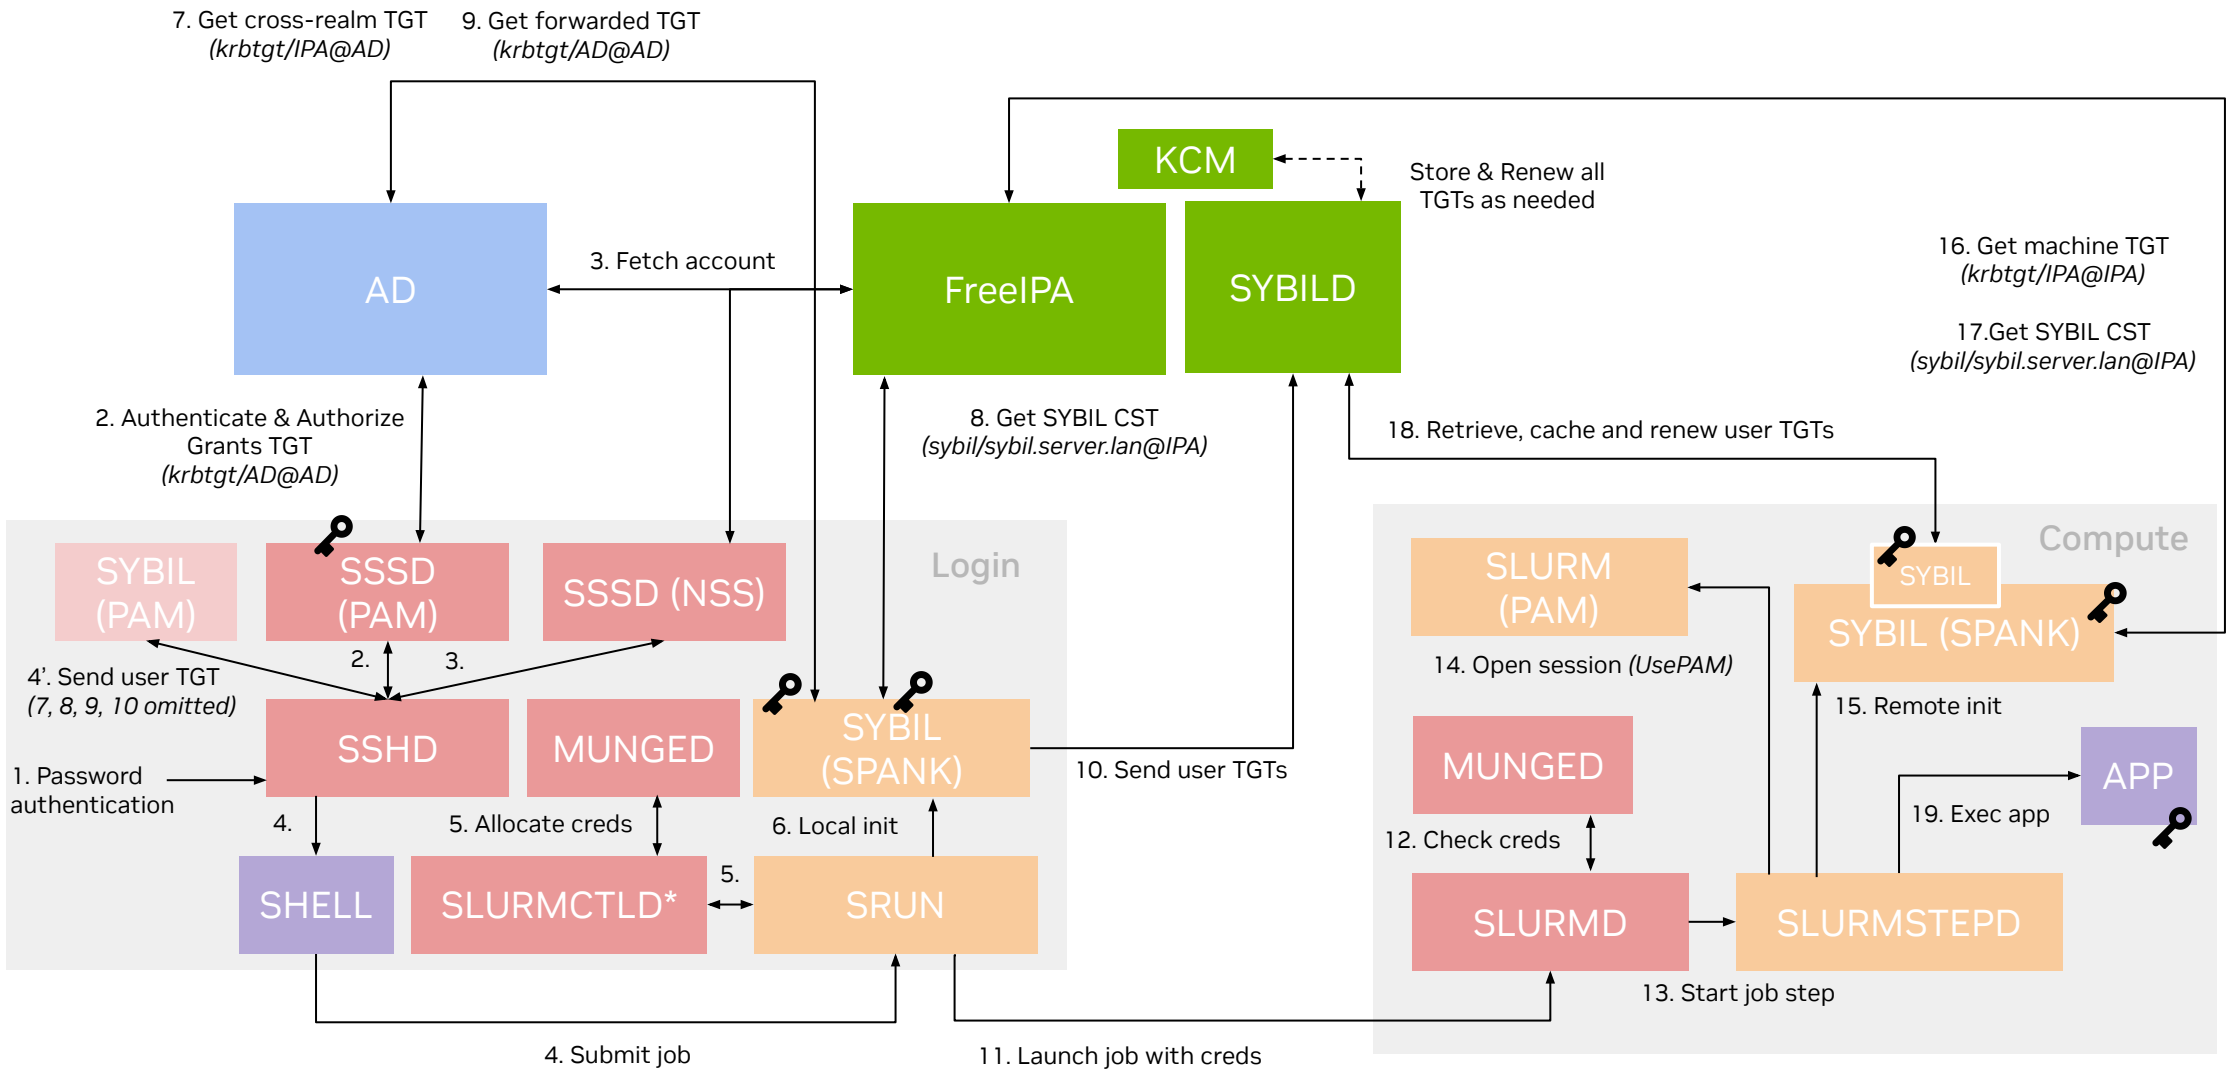 7. Get cross-realm TGT
(krbtgt/IPA@AD)
9. Get forwarded TGT
(krbtgt/AD@AD)
KCM
Store & Renew all
TGTs as needed
AD
3. Fetch account
FreeIPA
SYBILD
16. Get machine TGT
(krbtgt/IPA@IPA)
17.Get SYBIL CST
(sybil/sybil.server.lan@IPA)
2. Authenticate & Authorize
Grants TGT
(krbtgt/AD@AD)
8. Get SYBIL CST
(sybil/sybil.server.lan@IPA)
18. Retrieve, cache and renew user TGTs
Login
SYBIL
(PAM)
SSSD
(PAM)
SSSD (NSS)
2.
3.
4’. Send user TGT
(7, 8, 9, 10 omitted)
SSHD
MUNGED
SYBIL
(SPANK)
1. Password
authentication
10. Send user TGTs
4.
5. Allocate creds
6. Local init
SHELL
SLURMCTLD*
5.
SRUN
4. Submit job
11. Launch job with creds
Compute
SLURM
(PAM)
SYBIL
SYBIL (SPANK)
14. Open session (UsePAM)
15. Remote init
MUNGED
APP
12. Check creds
19. Exec app
SLURMD
SLURMSTEPD
13. Start job step